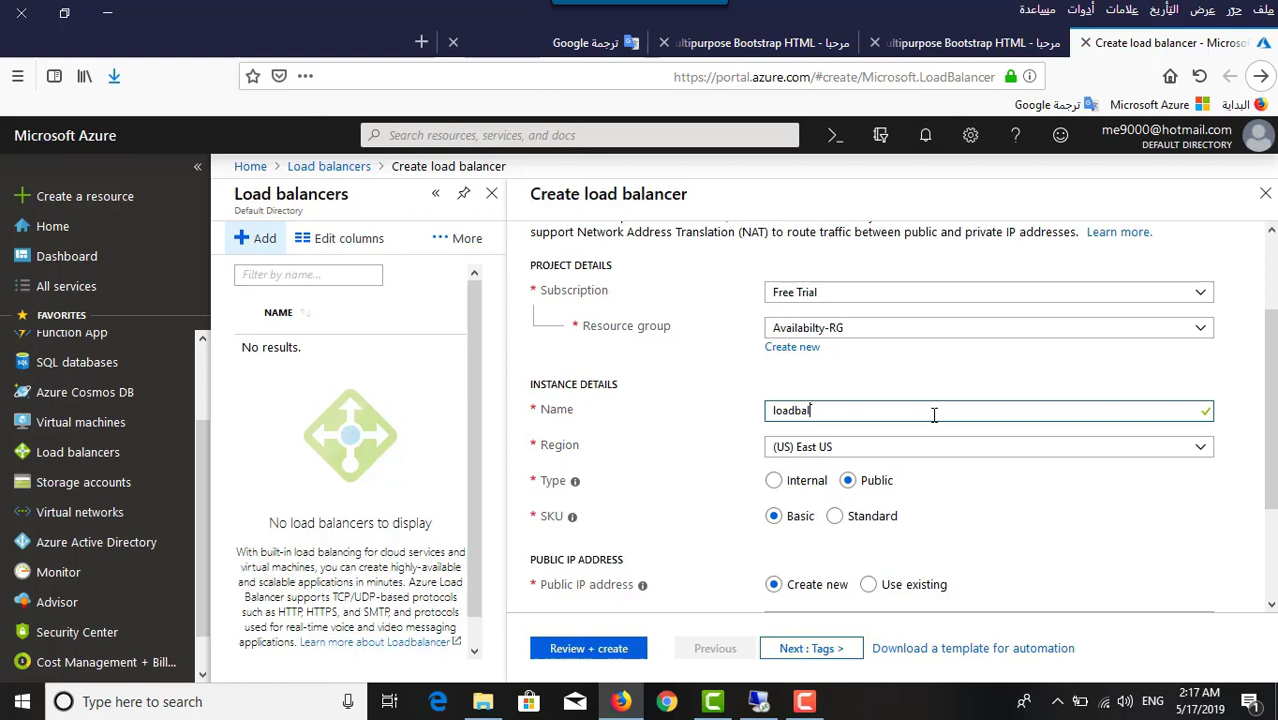 ملف
حرّر
عرض
التأريخ
علامات
أدوات
مساعدة
ترجمة Google
ultipurpose Bootstrap HTML - مرحبا
ultipurpose Bootstrap HTML - مرحبا
Create load balancer - Microsof
https://portal.azure.com/#create/Microsoft.LoadBalancer
ترجمة Google
Microsoft Azure
البداية
Microsoft Azure
Search resources, services, and docs
me9000@hotmail.com
DEFAULT DIRECTORY
Create a resource
Home
Dashboard
All services
FAVORITES
Function App
SQL databases
Azure Cosmos DB
Virtual machines
Load balancers
Storage accounts
Virtual networks
Azure Active Directory
Monitor
Advisor
Security Center
Cost Management + Bill...
Home > Load balancers > Create load balancer
Load balancers
Default Directory
Add
Edit columns
More
Filter by name...
NAME
No results.
No load balancers to display
With built-in load balancing for cloud services and
virtual machines, you can create highly-available
and scalable applications in minutes. Azure Load
Balancer supports TCP/UDP-based protocols
such as HTTP, HTTPS, and SMTP, and protocols
used for real-time voice and video messaging
applications. Learn more about Loadbalancer
Create load balancer
support Network Address Translation (NAT) to route traffic between public and private IP addresses. Learn more.
PROJECT DETAILS
* Subscription
Free Trial
* Resource group
Availabilty-RG
Create new
INSTANCE DETAILS
* Name
loadbal
* Region
(US) East US
* Type
Internal
Public
* SKU
Basic
Standard
PUBLIC IP ADDRESS
* Public IP address
Create new
Use existing
Review + create
Previous
Next : Tags >
Download a template for automation
Type here to search
ENG
2:17 AM
5/17/2019
1